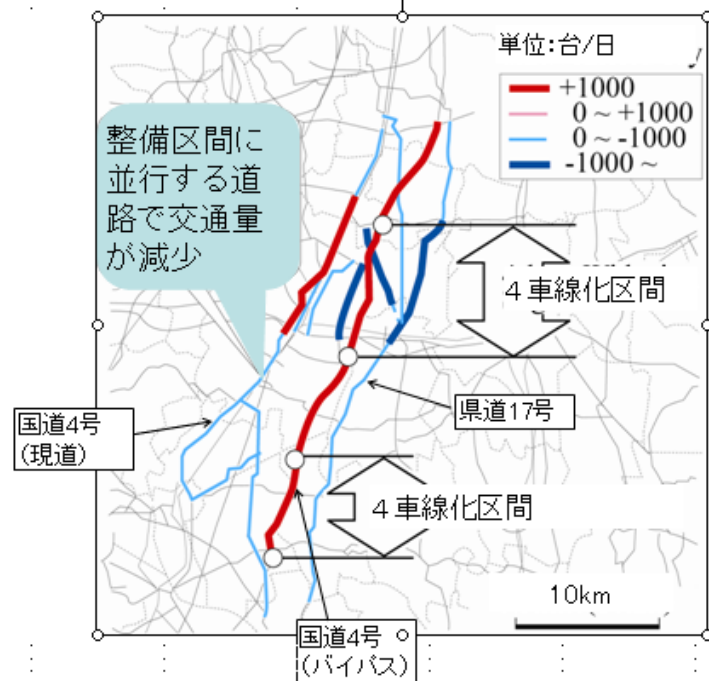 単位:台/日
+1000
0 ~ +1000
0 ~ -1000
-1000 ~
整備区間に
並行する道
路で交通量
が減少
4車線化区間
県道17号
国道4号
(現道)
4車線化区間
10km
国道4号
(バイパス)